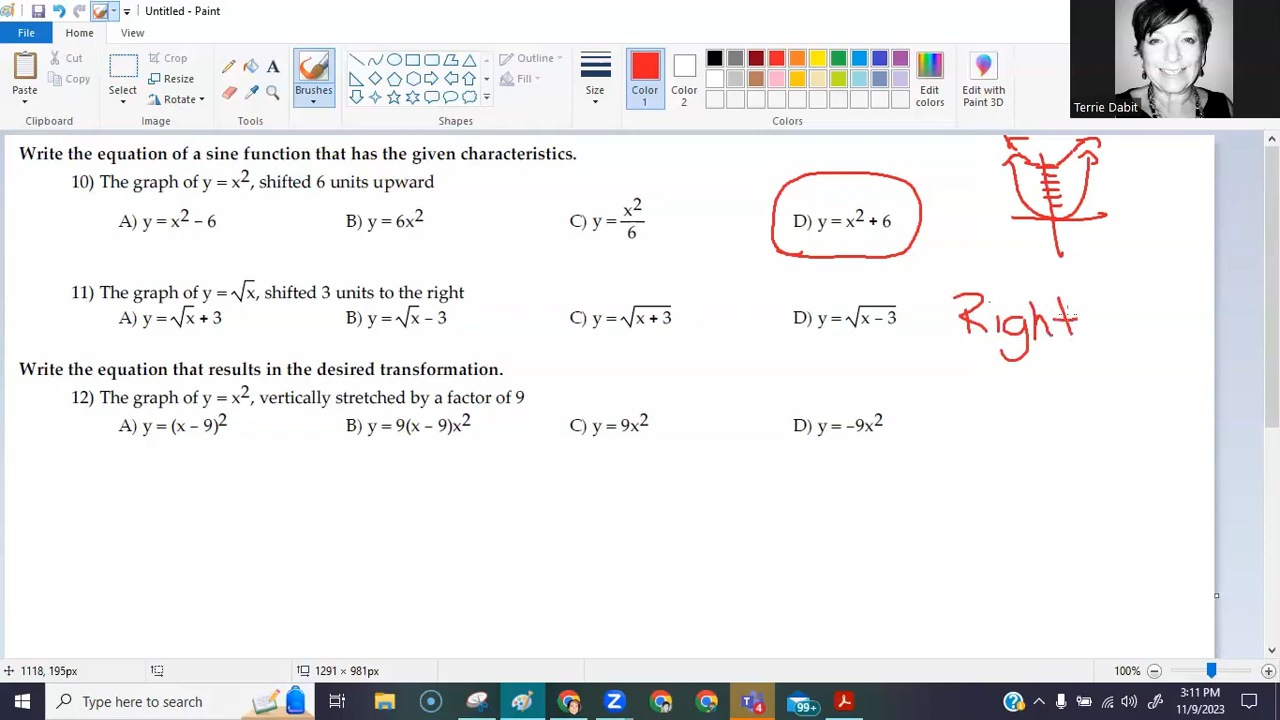 Untitled - Paint
File
Home
View
Cut
Copy
Paste
Crop
Resize
Rotate
Select
Brushes
Outline
Fill
Size
Color 1
Color 2
Edit colors
Edit with Paint 3D
Clipboard
Image
Tools
Shapes
Colors
Terrie Dabit
Write the equation of a sine function that has the given characteristics.
10) The graph of y = x², shifted 6 units upward
A) y = x² – 6 B) y = 6x² C) y = x²/6 D) y = x² + 6
11) The graph of y = √x, shifted 3 units to the right
A) y = √x + 3 B) y = √x – 3 C) y = √(x + 3) D) y = √(x – 3)
Right
Write the equation that results in the desired transformation.
12) The graph of y = x², vertically stretched by a factor of 9
A) y = (x – 9)² B) y = 9(x – 9)x² C) y = 9x² D) y = –9x²
1118, 195px
1291 × 981px
100%
Type here to search
4
99+
3:11 PM
11/9/2023